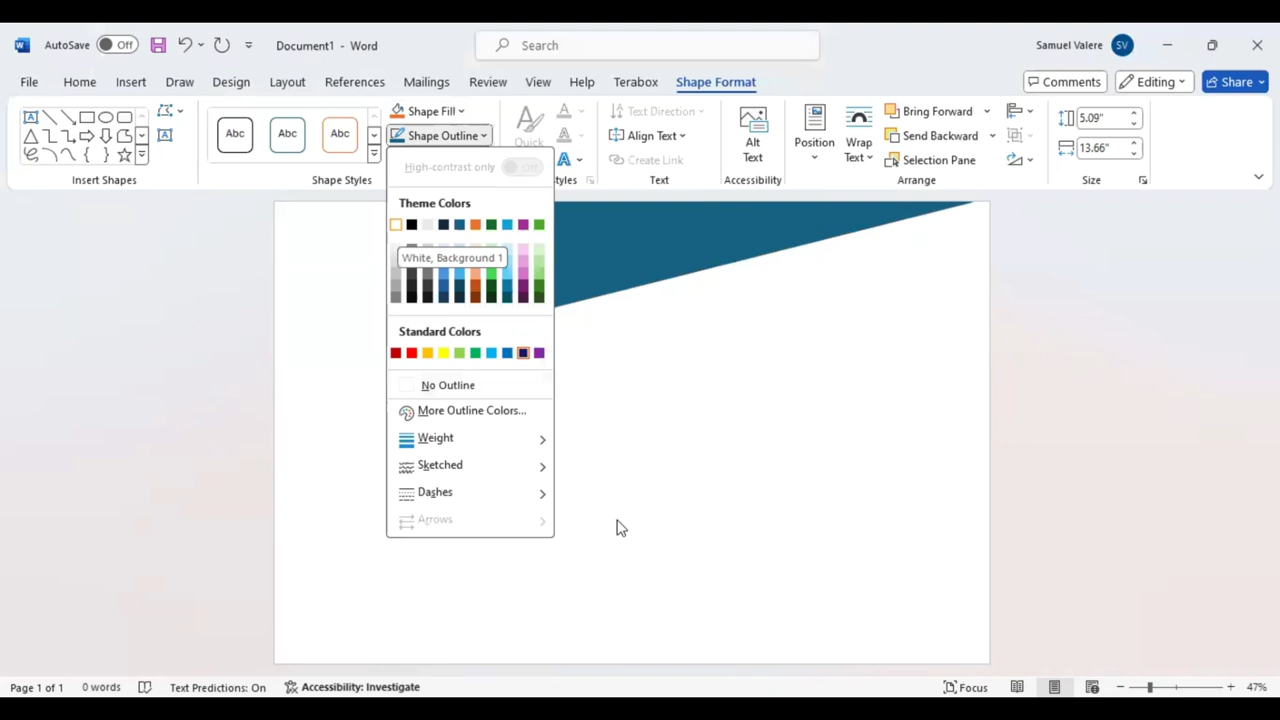 AutoSave Off Document1 - Word Search Samuel Valere SV
File Home Insert Draw Design Layout References Mailings Review View Help Terabox Shape Format Comments Editing Share
Abc Abc Abc Shape Fill Text Direction 5.09" Bring Forward
Shape Outline Quick Align Text Alt Text Position Wrap Text Send Backward 13.66"
Create Link Selection Pane
Insert Shapes Shape Styles Text Accessibility Arrange Size
High-contrast only Off
Theme Colors
White, Background 1
Standard Colors
No Outline
More Outline Colors...
Weight
Sketched
Dashes
Arrows
Page 1 of 1 0 words Text Predictions: On Accessibility: Investigate Focus 47%